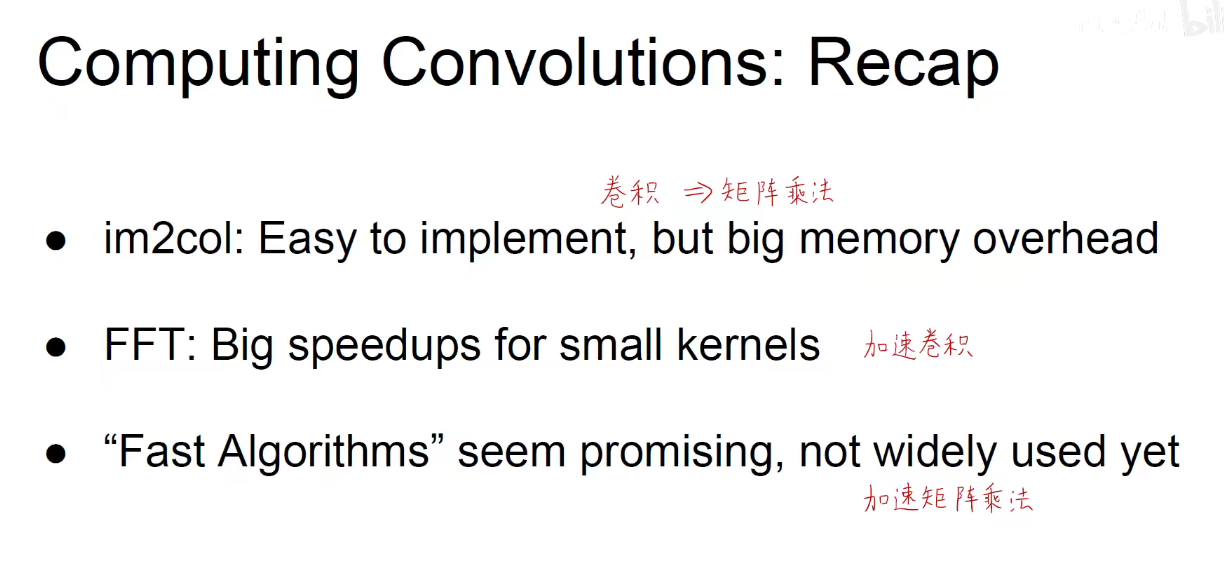 Computing Convolutions: Recap
卷积 ⇒ 矩阵乘法
● im2col: Easy to implement, but big memory overhead
● FFT: Big speedups for small kernels 加速卷积
● “Fast Algorithms” seem promising, not widely used yet
加速矩阵乘法